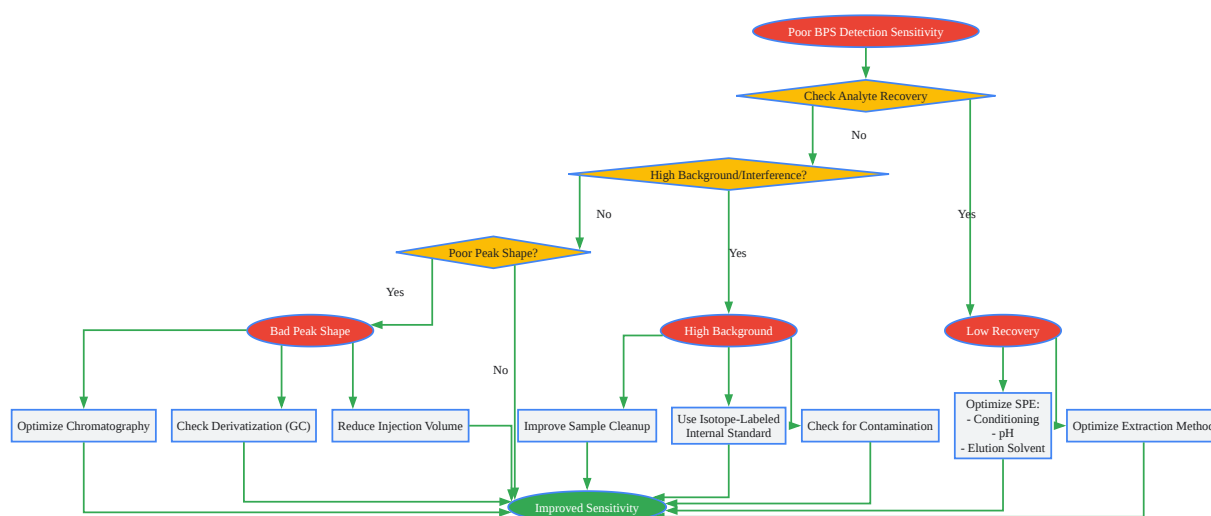 Poor BPS Detection Sensitivity
Check Analyte Recovery
No
High Background/Interference?
No
Yes
Poor Peak Shape?
Yes
Yes
Bad Peak Shape
High Background
Low Recovery
No
Optimize Chromatography
Check Derivatization (GC)
Reduce Injection Volume
Improve Sample Cleanup
Use Isotope-Labeled
Internal Standard
Check for Contamination
Optimize SPE:
- Conditioning
- pH
- Elution Solvent
Optimize Extraction Method
Improved Sensitivity